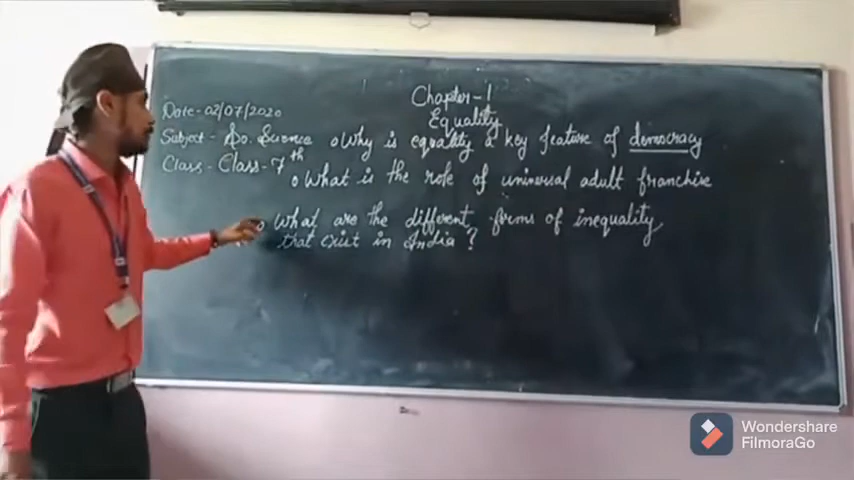 Chapter-1
Equality
Date-02/07/2020
Subject - So. Science
Class - Class-7th
o Why is equality a key feature of democracy
o What is the role of universal adult franchise
o What are the different forms of inequality
that exist in India ?
Wondershare
FilmoraGo